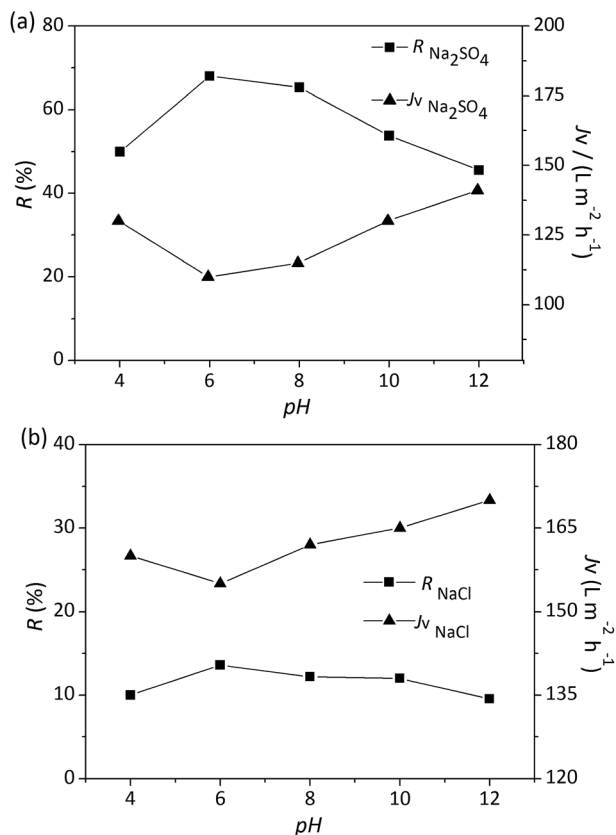 (a)
80
60
40
20
0
R (%)
R Na₂SO₄
Jv Na₂SO₄
200
175
150
125
100
Jv / (L m⁻² h⁻¹)
4 6 8 10 12
pH
(b)
40
30
20
10
0
R (%)
R NaCl
Jv NaCl
180
165
150
135
120
Jv (L m⁻² h⁻¹)
4 6 8 10 12
pH